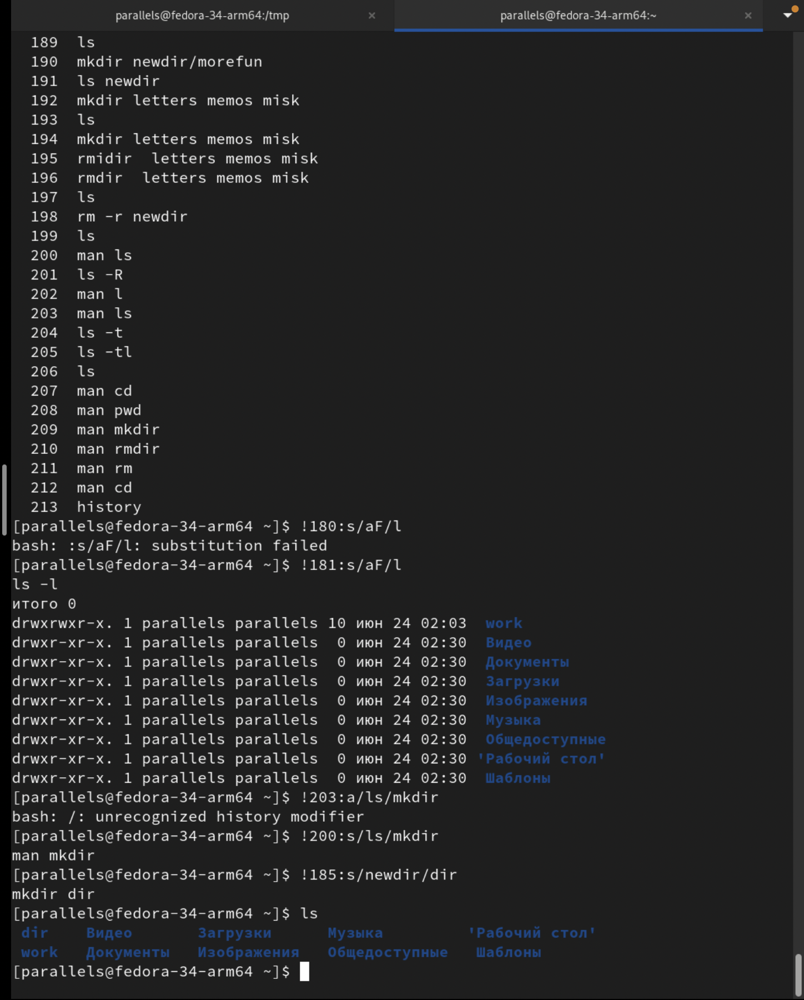 parallels@fedora-34-arm64:/tmp × parallels@fedora-34-arm64:~ ×
189 ls
190 mkdir newdir/morefun
191 ls newdir
192 mkdir letters memos misk
193 ls
194 mkdir letters memos misk
195 rmidir  letters memos misk
196 rmdir  letters memos misk
197 ls
198 rm -r newdir
199 ls
200 man ls
201 ls -R
202 man l
203 man ls
204 ls -t
205 ls -tl
206 ls
207 man cd
208 man pwd
209 man mkdir
210 man rmdir
211 man rm
212 man cd
213 history
[parallels@fedora-34-arm64 ~]$ !180:s/aF/l
bash: :s/aF/l: substitution failed
[parallels@fedora-34-arm64 ~]$ !181:s/aF/l
ls -l
итого 0
drwxrwxr-x. 1 parallels parallels 10 июн 24 02:03  work
drwxr-xr-x. 1 parallels parallels  0 июн 24 02:30  Видео
drwxr-xr-x. 1 parallels parallels  0 июн 24 02:30  Документы
drwxr-xr-x. 1 parallels parallels  0 июн 24 02:30  Загрузки
drwxr-xr-x. 1 parallels parallels  0 июн 24 02:30  Изображения
drwxr-xr-x. 1 parallels parallels  0 июн 24 02:30  Музыка
drwxr-xr-x. 1 parallels parallels  0 июн 24 02:30  Общедоступные
drwxr-xr-x. 1 parallels parallels  0 июн 24 02:30 'Рабочий стол'
drwxr-xr-x. 1 parallels parallels  0 июн 24 02:30  Шаблоны
[parallels@fedora-34-arm64 ~]$ !203:a/ls/mkdir
bash: /: unrecognized history modifier
[parallels@fedora-34-arm64 ~]$ !200:s/ls/mkdir
man mkdir
[parallels@fedora-34-arm64 ~]$ !185:s/newdir/dir
mkdir dir
[parallels@fedora-34-arm64 ~]$ ls
dir    Видео       Загрузки      Музыка         'Рабочий стол'
work   Документы   Изображения   Общедоступные   Шаблоны
[parallels@fedora-34-arm64 ~]$